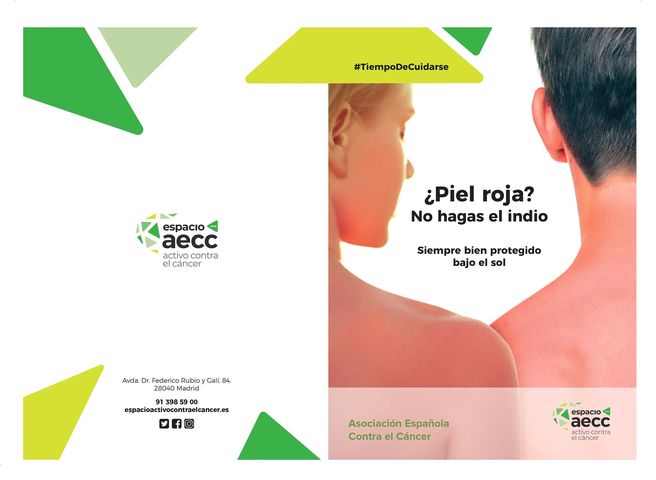 espacio
aecc
activo contra
el cáncer
Avda. Dr. Federico Rubio y Galí, 84.
28040 Madrid
91 398 59 00
espacioactivocontraelcancer.es
#TiempoDeCuidarse
¿Piel roja?
No hagas el indio
Siempre bien protegido
bajo el sol
Asociación Española
Contra el Cáncer
espacio
aecc
activo contra
el cáncer